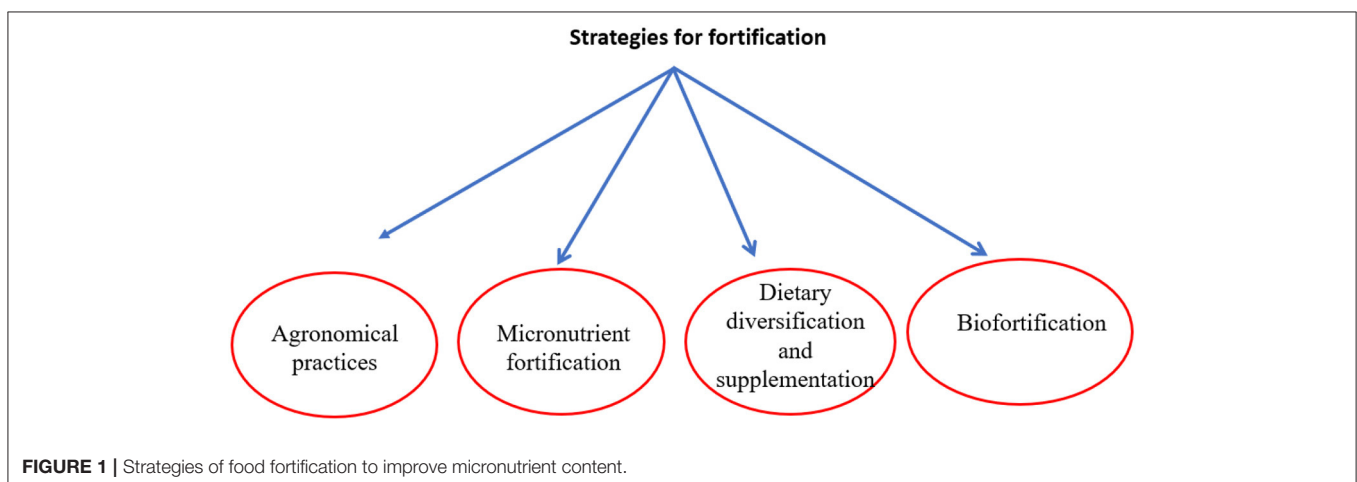 Strategies for fortification
Agronomical
practices
Micronutrient
fortification
Dietary
diversification
and
supplementation
Biofortification
FIGURE 1 | Strategies of food fortification to improve micronutrient content.